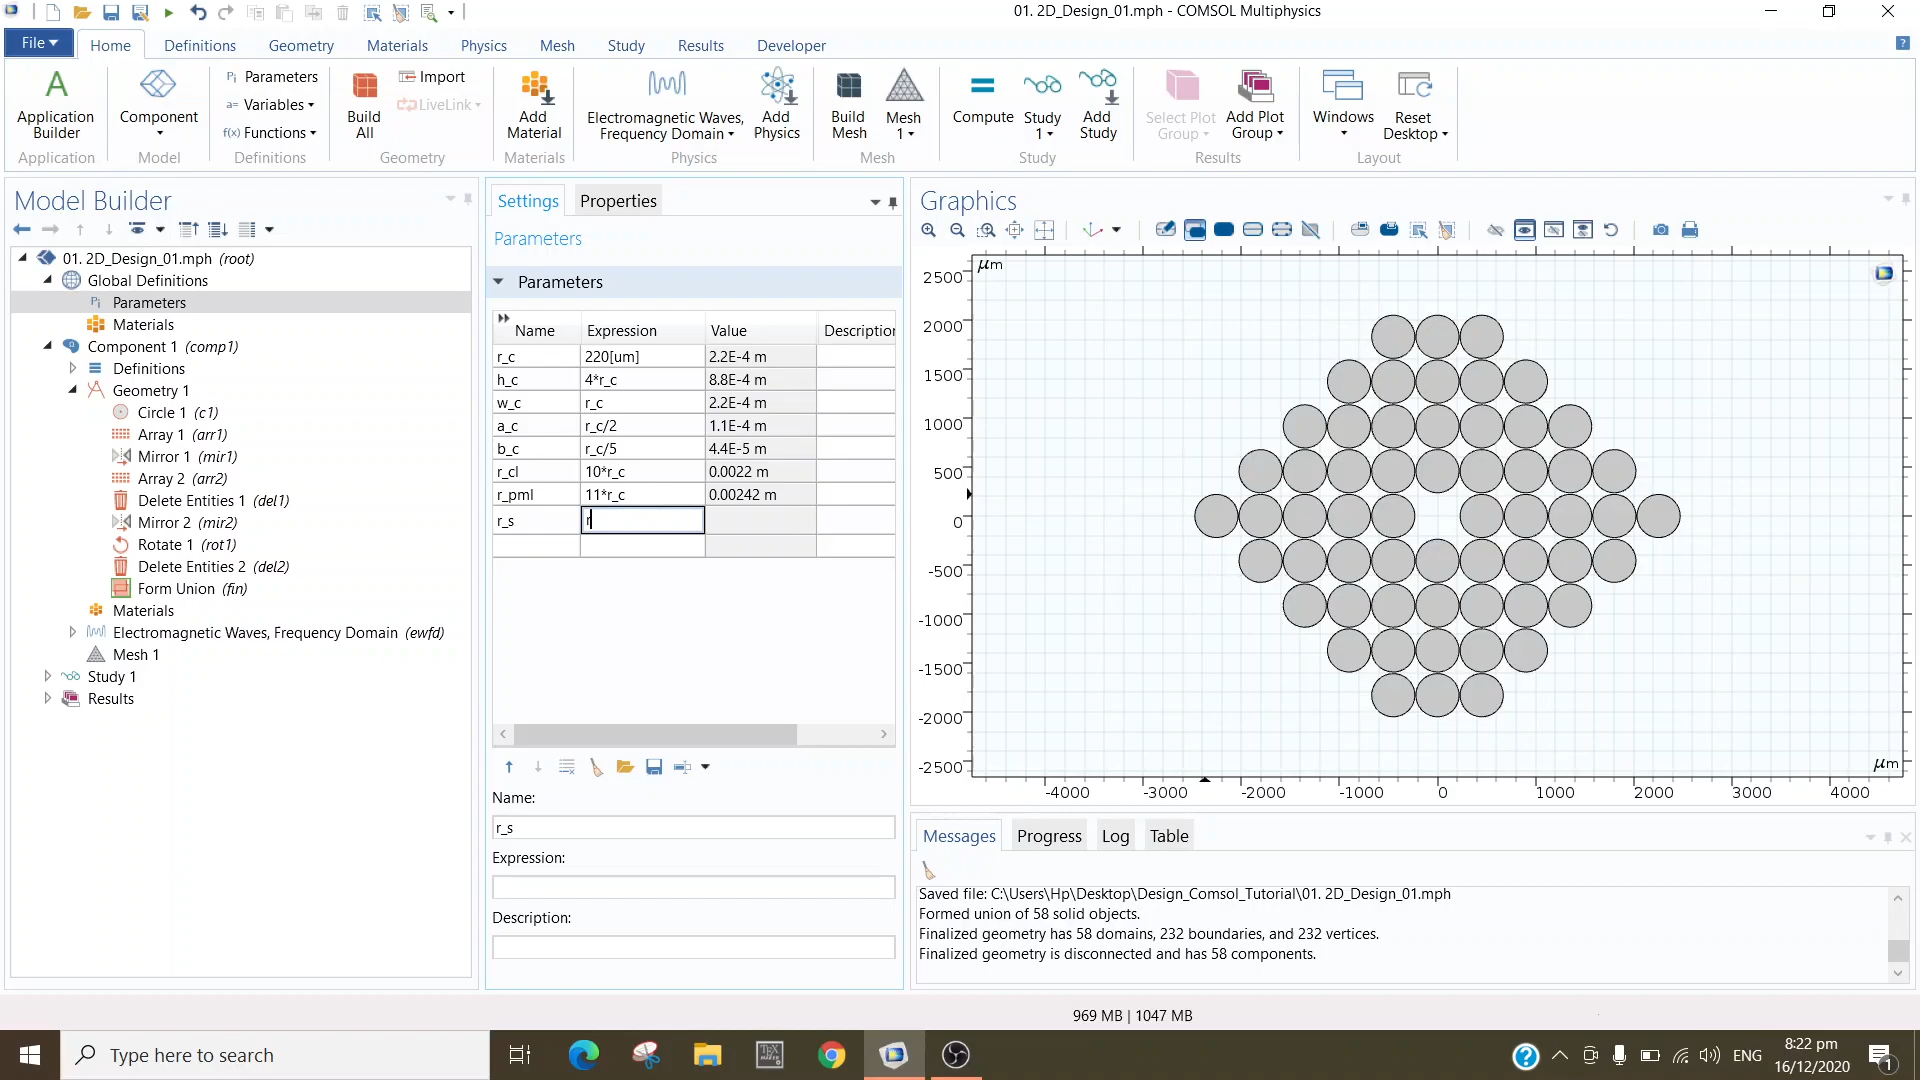 01. 2D_Design_01.mph - COMSOL Multiphysics
File
Home
Definitions
Geometry
Materials
Physics
Mesh
Study
Results
Developer
Application Builder
Application
Component
Model
Pi Parameters
a= Variables
f(x) Functions
Definitions
Build All
Import
LiveLink
Geometry
Add Material
Materials
Electromagnetic Waves, Frequency Domain
Add Physics
Physics
Build Mesh
Mesh 1
Mesh
Compute
Study 1
Add Study
Study
Select Plot Group
Add Plot Group
Results
Windows
Reset Desktop
Layout
Model Builder
01. 2D_Design_01.mph (root)
Global Definitions
Pi Parameters
Materials
Component 1 (comp1)
Definitions
Geometry 1
Circle 1 (c1)
Array 1 (arr1)
Mirror 1 (mir1)
Array 2 (arr2)
Delete Entities 1 (del1)
Mirror 2 (mir2)
Rotate 1 (rot1)
Delete Entities 2 (del2)
Form Union (fin)
Materials
Electromagnetic Waves, Frequency Domain (ewfd)
Mesh 1
Study 1
Results
Settings
Properties
Parameters
Parameters
Name Expression Value Description
r_c 220[um] 2.2E-4 m
h_c 4*r_c 8.8E-4 m
w_c r_c 2.2E-4 m
a_c r_c/2 1.1E-4 m
b_c r_c/5 4.4E-5 m
r_cl 10*r_c 0.0022 m
r_pml 11*r_c 0.00242 m
r_s r
Name:
r_s
Expression:
Description:
Graphics
μm
2500
2000
1500
1000
500
0
-500
-1000
-1500
-2000
-2500
μm
-4000 -3000 -2000 -1000 0 1000 2000 3000 4000
Messages Progress Log Table
Saved file: C:\Users\Hp\Desktop\Design_Comsol_Tutorial\01. 2D_Design_01.mph
Formed union of 58 solid objects.
Finalized geometry has 58 domains, 232 boundaries, and 232 vertices.
Finalized geometry is disconnected and has 58 components.
969 MB | 1047 MB
Type here to search
ENG
8:22 pm
16/12/2020
1